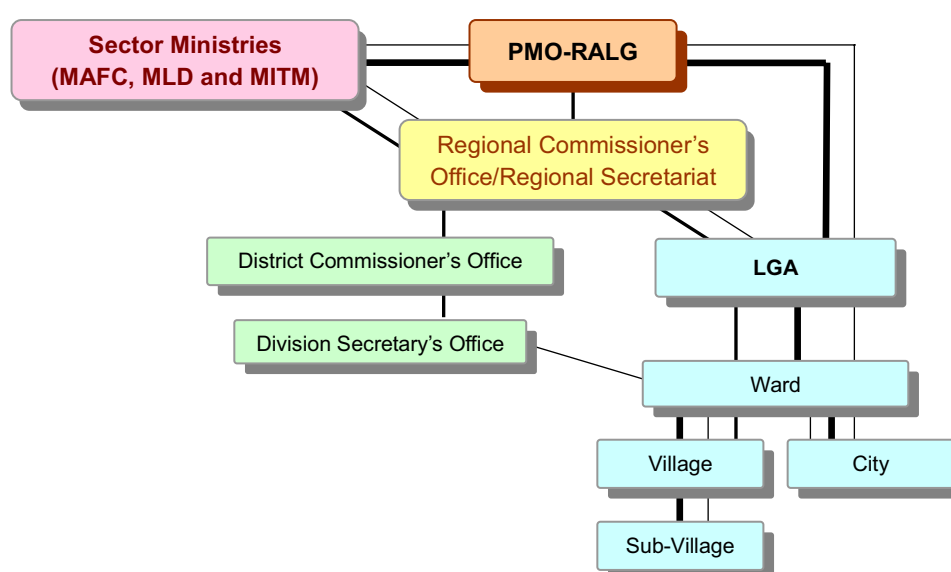 Sector Ministries
(MAFC, MLD and MITM)
PMO-RALG
Regional Commissioner’s
Office/Regional Secretariat
District Commissioner’s Office
LGA
Division Secretary’s Office
Ward
Village
City
Sub-Village